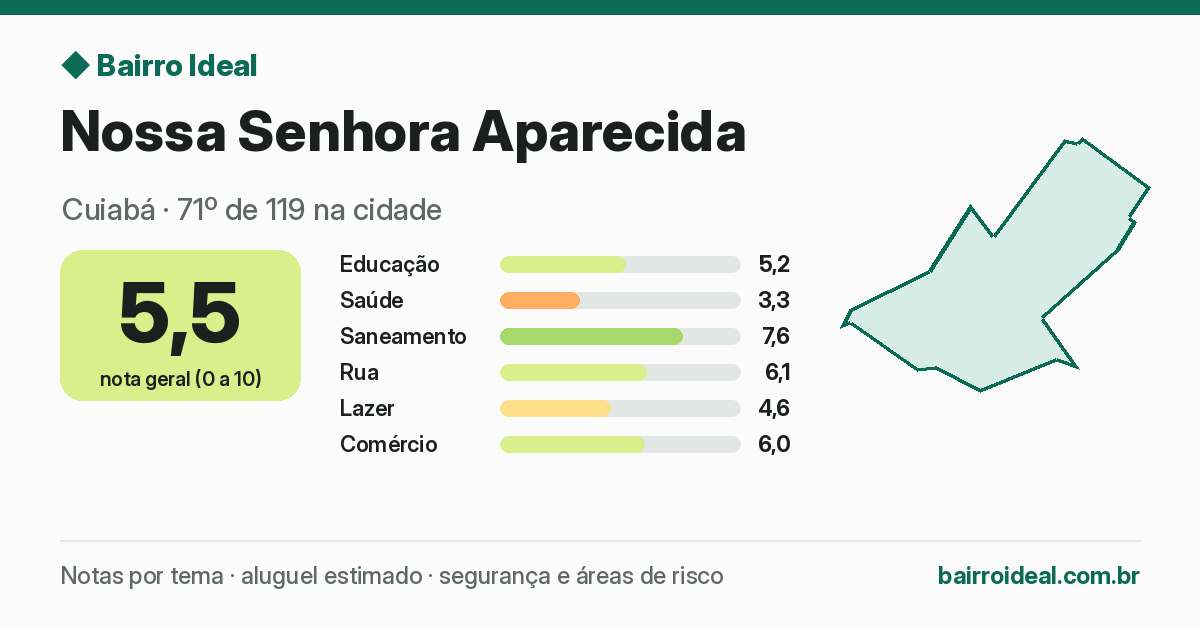 Bairro Ideal
Nossa Senhora Aparecida
Cuiabá · 71º de 119 na cidade
5,5
nota geral (0 a 10)
Educação 5,2
Saúde 3,3
Saneamento 7,6
Rua 6,1
Lazer 4,6
Comércio 6,0
Notas por tema · aluguel estimado · segurança e áreas de risco
bairroideal.com.br